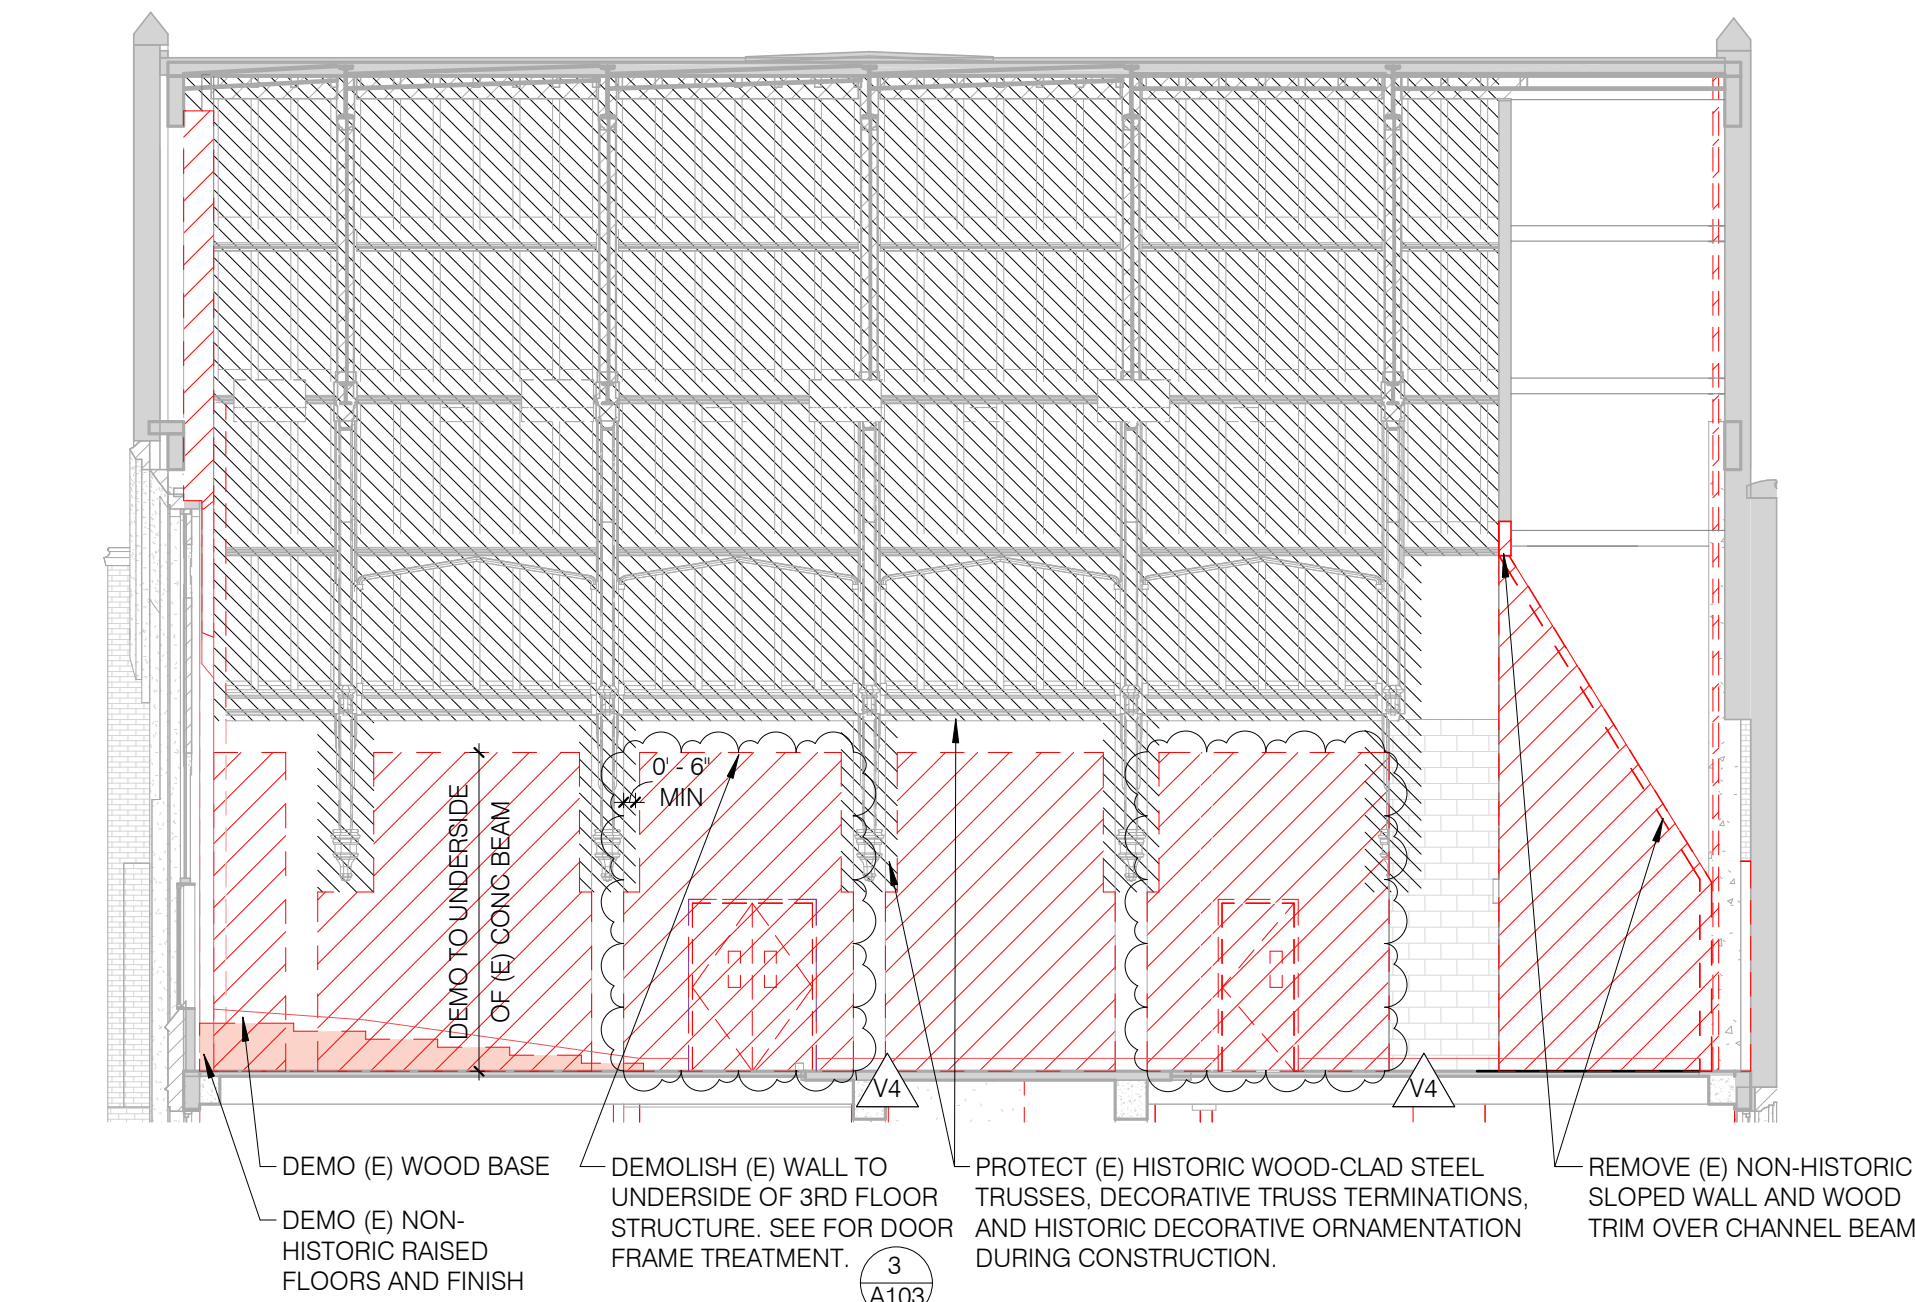 0' - 6"
MIN
DEMO TO UNDERSIDE
OF (E) CONC BEAM
V4
V4
DEMO (E) WOOD BASE
DEMO (E) NON-
HISTORIC RAISED
FLOORS AND FINISH
DEMOLISH (E) WALL TO
UNDERSIDE OF 3RD FLOOR
STRUCTURE. SEE FOR DOOR
FRAME TREATMENT.
3
A103
PROTECT (E) HISTORIC WOOD-CLAD STEEL
TRUSSES, DECORATIVE TRUSS TERMINATIONS,
AND HISTORIC DECORATIVE ORNAMENTATION
DURING CONSTRUCTION.
REMOVE (E) NON-HISTORIC
SLOPED WALL AND WOOD
TRIM OVER CHANNEL BEAM